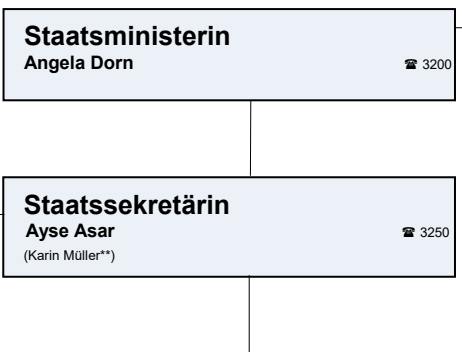 Staatsministerin
Angela Dorn ☎ 3200
Staatssekretärin
Ayse Asar ☎ 3250
(Karin Müller**)